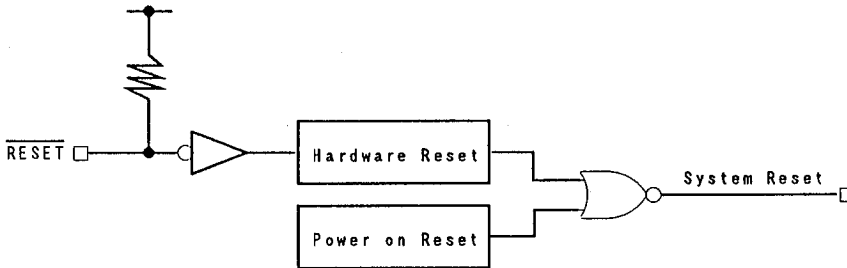 RESET
Hardware Reset
System Reset
Power on Reset